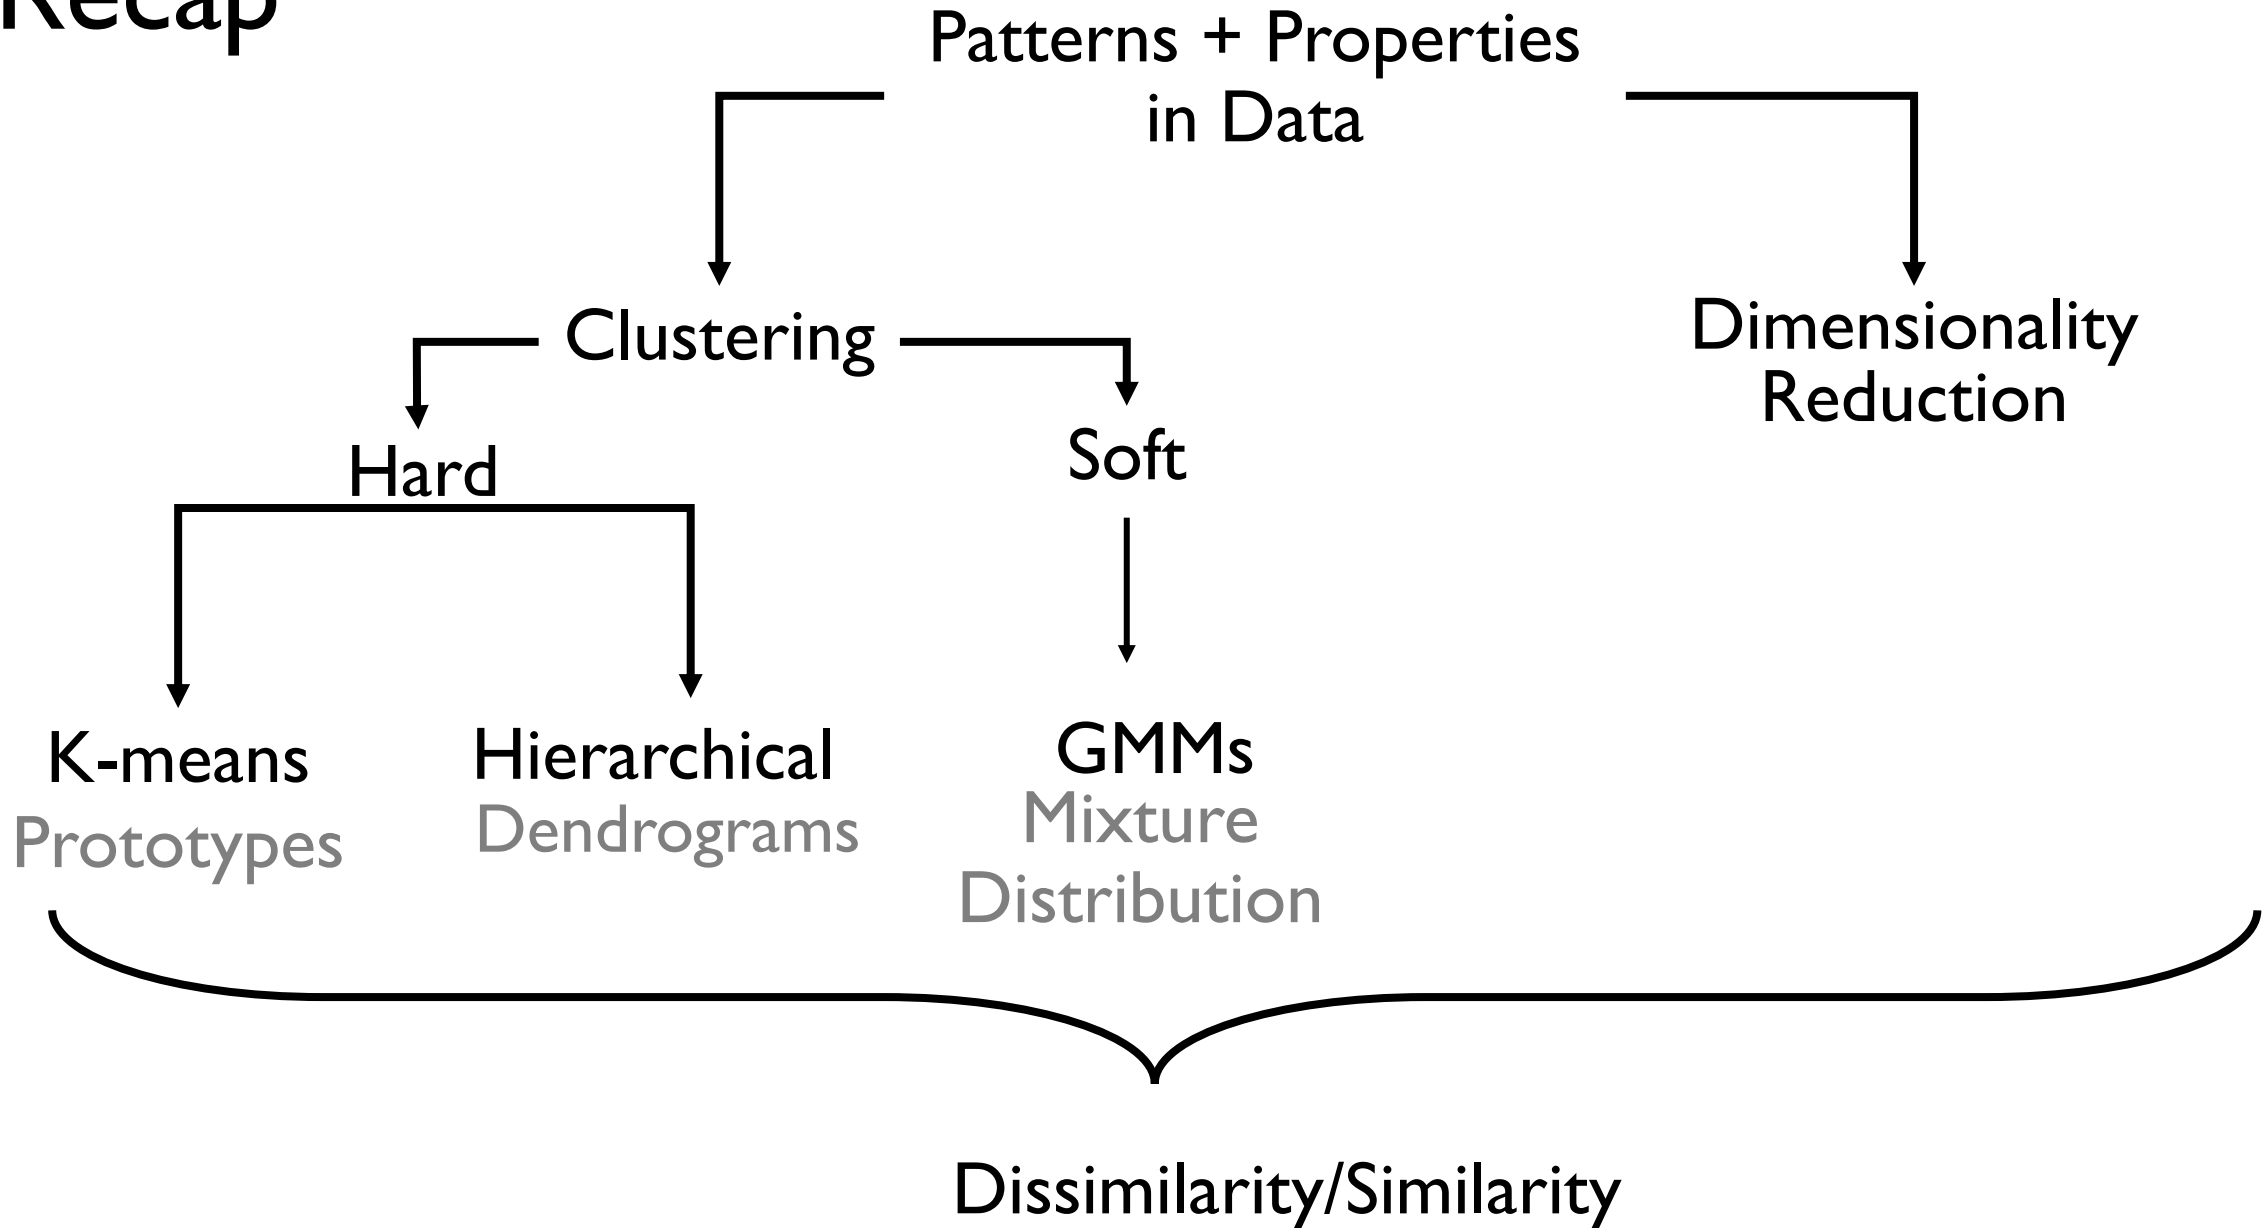 Recap
Patterns + Properties
in Data
Clustering
Dimensionality
Reduction
Hard
Soft
K-means
Prototypes
Hierarchical
Dendrograms
GMMs
Mixture
Distribution
Dissimilarity/Similarity